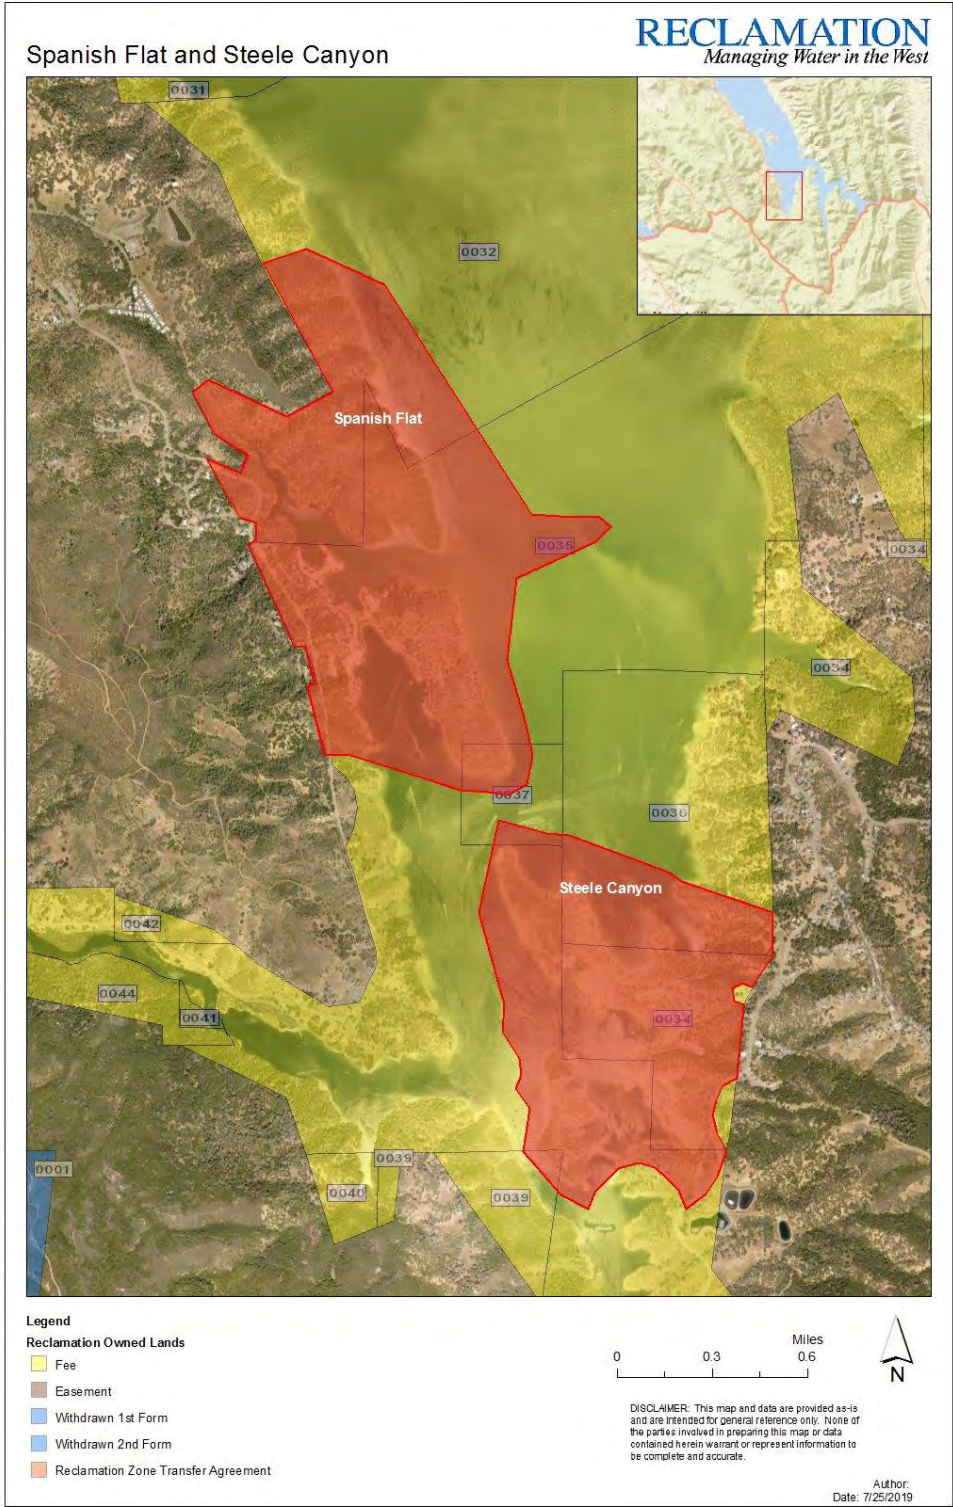 Spanish Flat and Steele Canyon
RECLAMATION
Managing Water in the West
0031
0032
Spanish Flat
0035
0034
0034
0037
0036
Steele Canyon
0042
0044
0041
0034
0001
0039
0040
0039
Legend
Reclamation Owned Lands
Fee
Easement
Withdrawn 1st Form
Withdrawn 2nd Form
Reclamation Zone Transfer Agreement
Miles
0 0.3 0.6
N
DISCLAIMER: This map and data are provided as-is
and are intended for general reference only. None of
the parties involved in preparing this map or data
contained herein warrant or represent information to
be complete and accurate.
Author:
Date: 7/25/2019